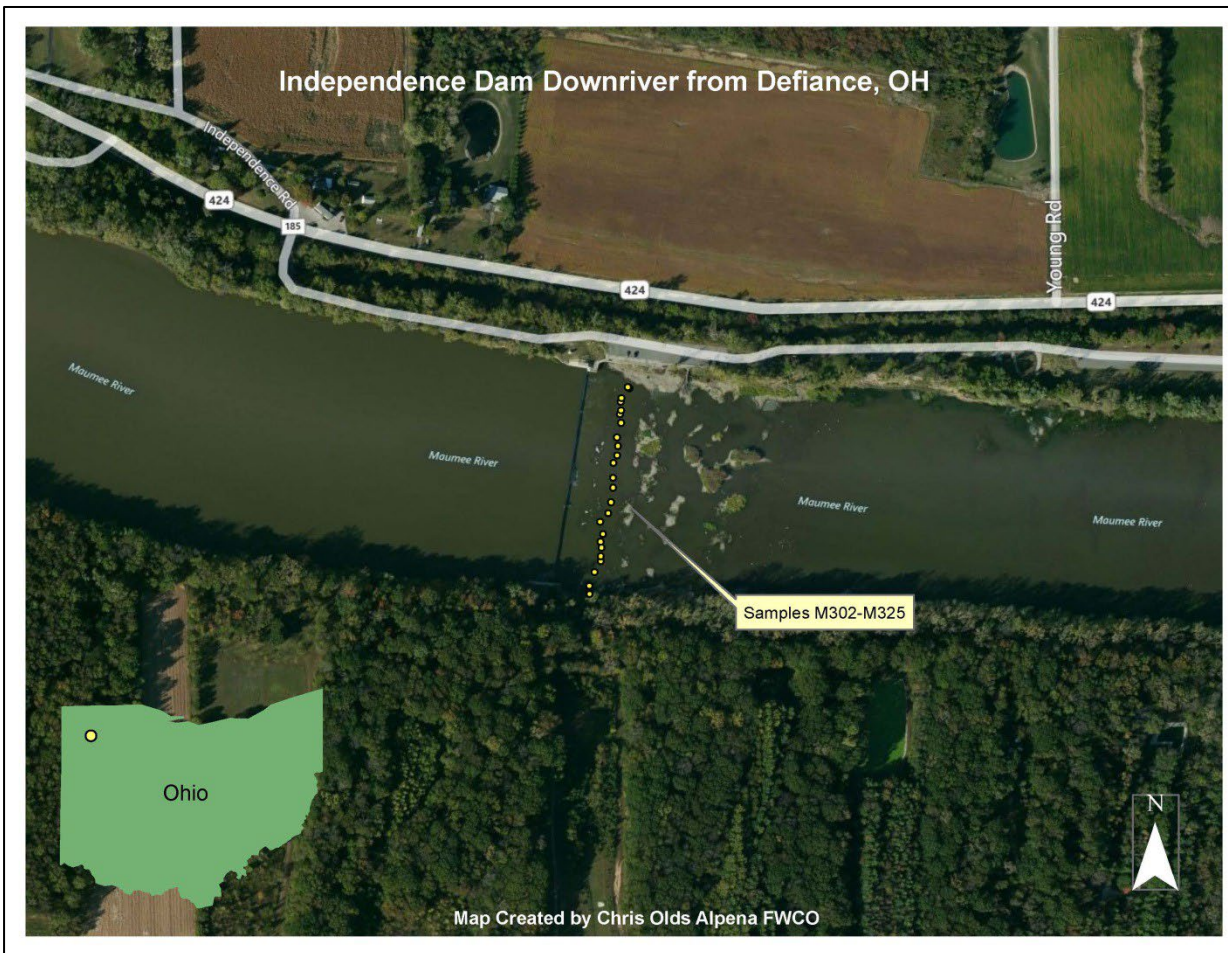 Independence Dam Downriver from Defiance, OH
Independence Rd
424
185
Young Rd
424
424
Maumee River
Maumee River
Maumee River
Maumee River
Samples M302-M325
Ohio
N
Map Created by Chris Olds Alpena FWCO